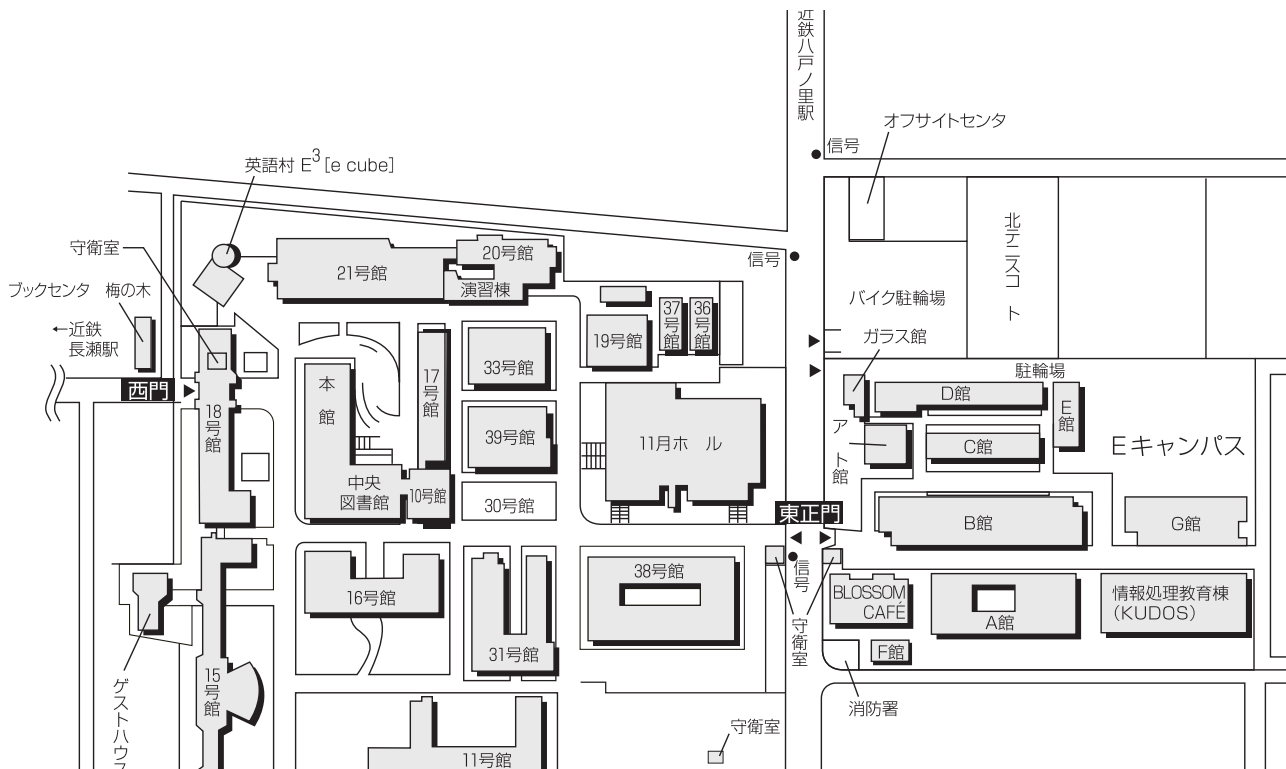 近鉄八戸ノ里駅
オフサイトセンタ
信号
英語村 E³ [e cube]
守衛室
20号館
21号館
演習棟
信号
北テニスコ ト
ブックセンタ 梅の木
←近鉄
長瀬駅
バイク駐輪場
37号館
36号館
19号館
ガラス館
33号館
本館
17号館
駐輪場
西門
D館
E館
18号館
ア ト館
39号館
11月ホ ル
C館
Eキャンパス
中央
図書館
10号館
30号館
東正門
B館
G館
信号
38号館
16号館
BLOSSOM
CAFÉ
A館
情報処理教育棟
(KUDOS)
守衛室
31号館
F館
15号館
ゲストハウス
消防署
守衛室
11号館